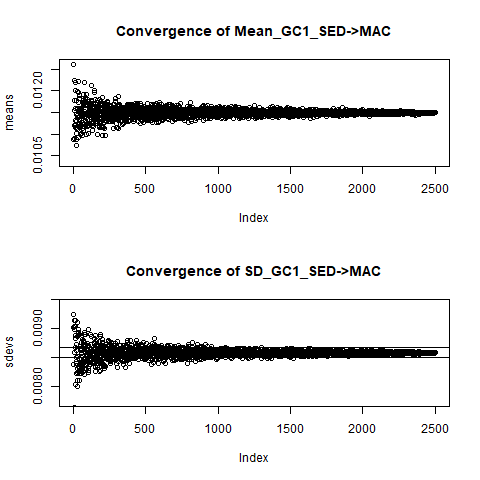 Convergence of Mean_GC1_SED->MAC
means
0.0120
0.0105
0
500
1000
1500
2000
2500
Index
Convergence of SD_GC1_SED->MAC
sdevs
0.0090
0.0080
0
500
1000
1500
2000
2500
Index